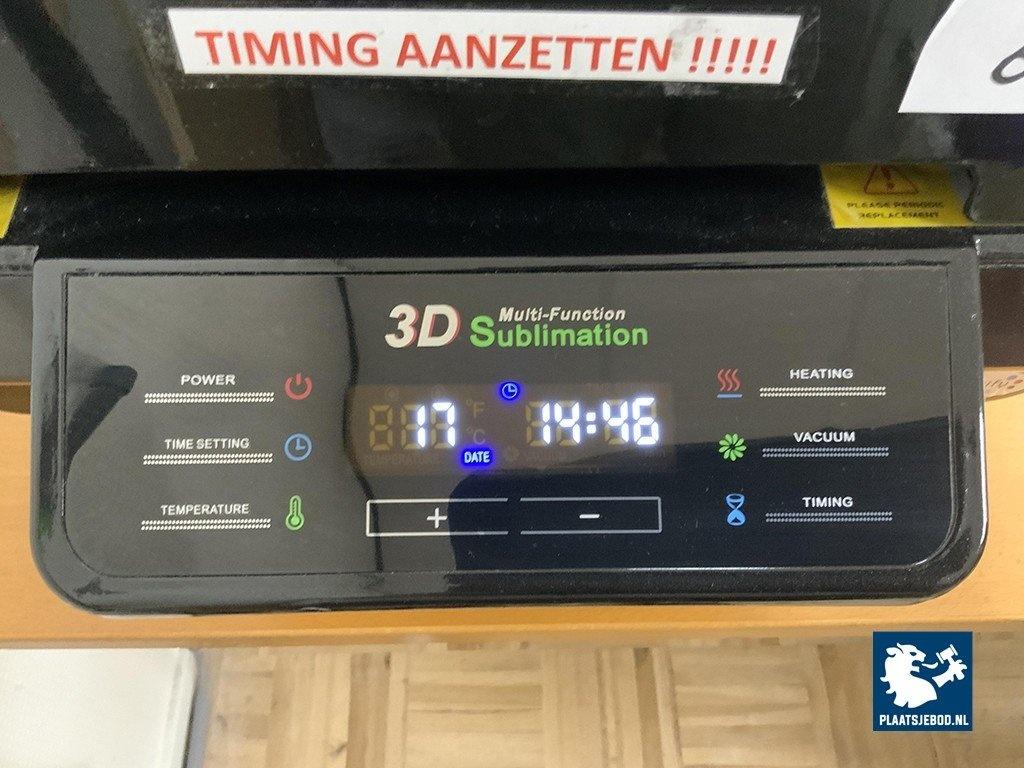 TIMING AANZETTEN !!!!!
PLEASE PERIODIC
REPLACEMENT
3D Multi-Function
Sublimation
POWER
HEATING
TIME SETTING
VACUUM
TEMPERATURE
TIMING
°F
°C
17
14:46
DATE
+
−
PLAATSJEBOD.NL